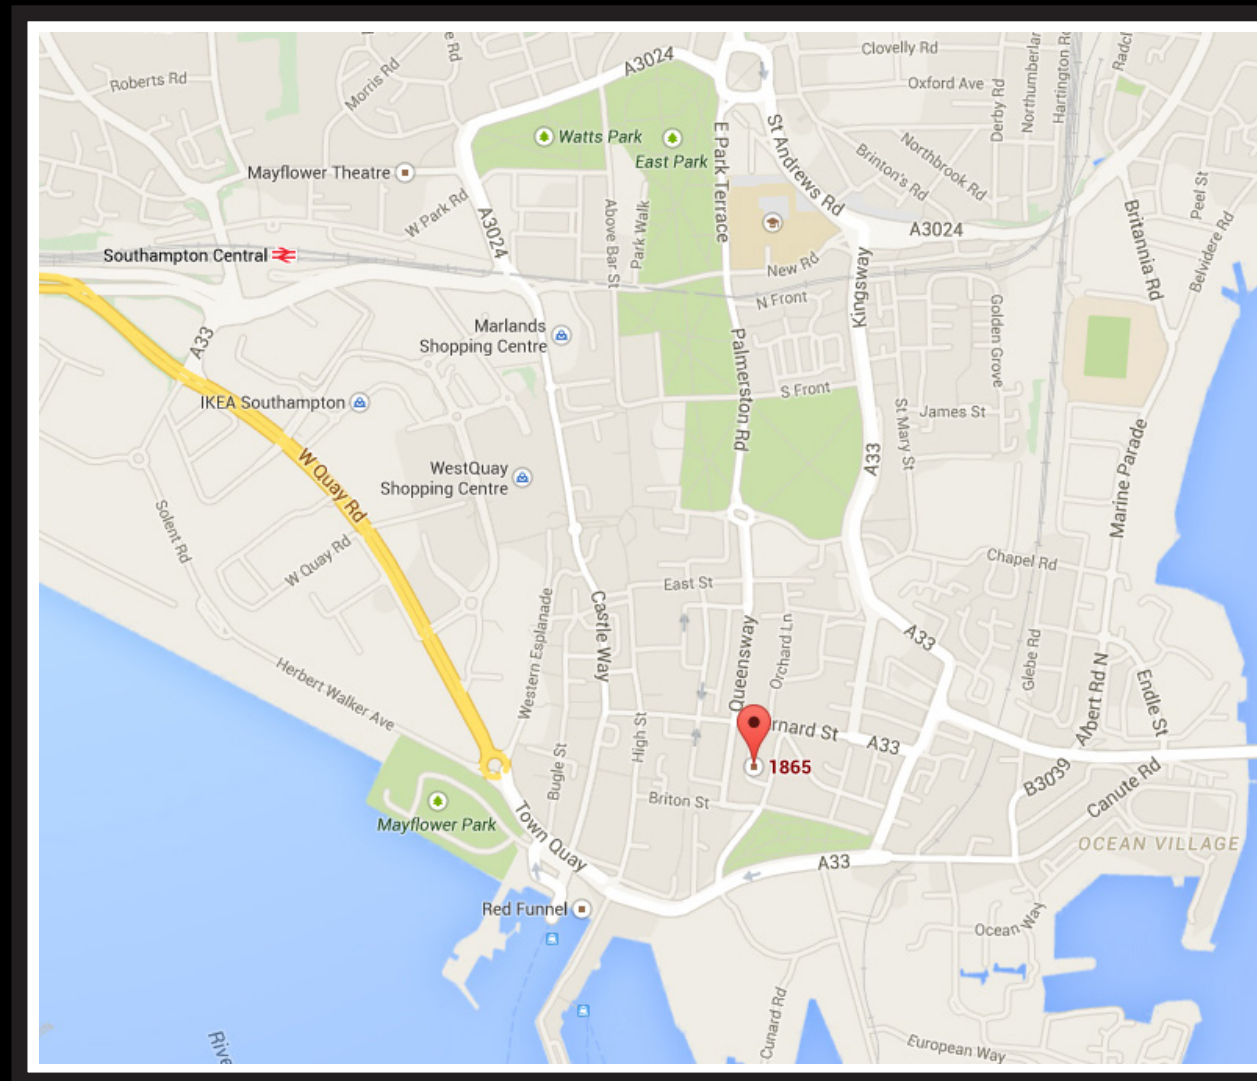 Clovelly Rd
A3024
Roberts Rd
Morris Rd
e Rd
Oxford Ave
Derby Rd
Northumberlar
Hartington Rd
Radcl
Watts Park
East Park
E Park Terrace
St Andrews Rd
Northbrook Rd
Brinton's Rd
Mayflower Theatre
W Park Rd
A3024
Above Bar St
Park Walk
Peel St
Britannia Rd
Belvidere Rd
A3024
Southampton Central
New Rd
Kingsway
N Front
Golden Grove
A33
Marlands
Shopping Centre
Palmerston Rd
S Front
IKEA Southampton
St Mary St
James St
A33
W Quay Rd
WestQuay
Shopping Centre
Marine Parade
Solent Rd
W Quay Rd
Chapel Rd
East St
Castle Way
Western Esplanade
Queensway
Orchard Ln
A33
Glebe Rd
Albert Rd N
Endle St
Herbert Walker Ave
High St
rnard St
A33
Bugle St
1865
B3039
Canute Rd
Briton St
Mayflower Park
Town Quay
OCEAN VILLAGE
A33
Red Funnel
Ocean Way
Cunard Rd
European Way
Rive